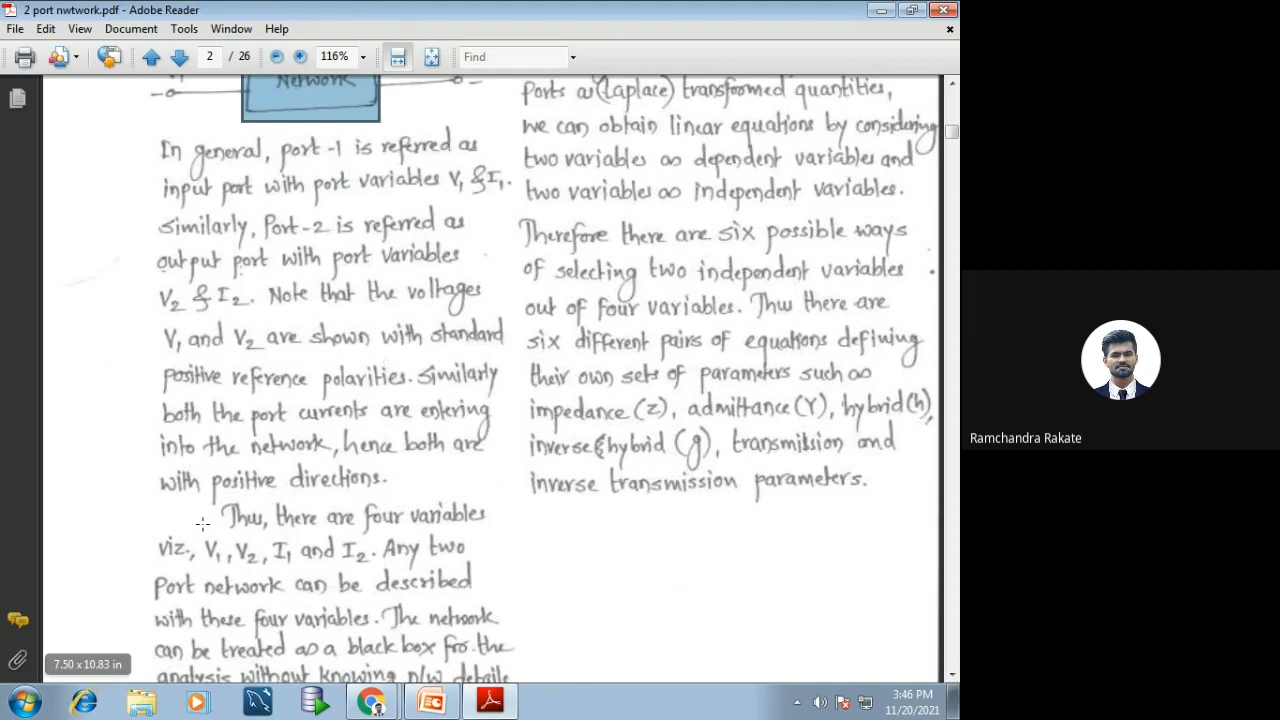 2 port nwtwork.pdf - Adobe Reader
File Edit View Document Tools Window Help
2 / 26 116% Find
Network
In general, port -1 is referred as
input port with port variables V1 & I1.
Similarly, Port-2 is referred as
output port with port variables
V2 & I2. Note that the voltages
V1 and V2 are shown with standard
positive reference polarities. Similarly
both the port currents are entering
into the network, hence both are
with positive directions.
Thus, there are four variables
viz., V1, V2, I1 and I2. Any two
Port network can be described
with these four variables. The network
can be treated as a black box for the
analysis without knowing n/w details
Ports as (Laplace) transformed quantities,
we can obtain linear equations by considering
two variables as dependent variables and
two variables as independent variables.
Therefore there are six possible ways
of selecting two independent variables
out of four variables. Thus there are
six different pairs of equations defining
their own sets of parameters such as
impedance (z), admittance (Y), hybrid (h),
inverse hybrid (g), transmission and
inverse transmission parameters.
7.50 x 10.83 in
Ramchandra Rakate
3:46 PM
11/20/2021